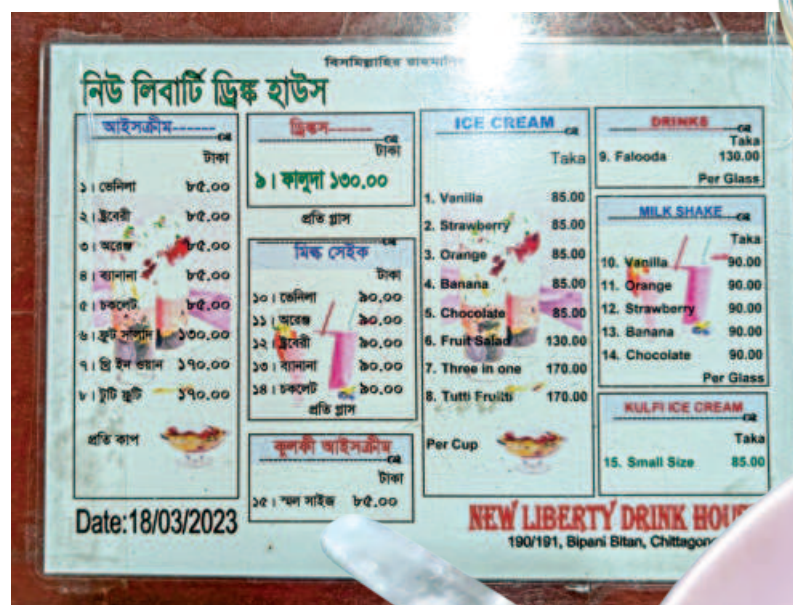 বিসমিল্লাহির
নিউ লিবার্টি ড্রিঙ্ক হাউস
আইসক্রীম-------
টাকা
১। ভেনিলা ৮৫.০০
২। ষ্ট্রবেরী ৮৫.০০
৩। অরেঞ্জ ৮৫.০০
৪। ব্যানানা ৮৫.০০
৫। চকলেট ৮৫.০০
৬। ফ্রুট সালাদ ১৩০.০০
৭। থ্রি ইন ওয়ান ১৭০.০০
৮। টুটি ফ্রুটি ১৭০.০০
প্রতি কাপ
ড্রিংকস-------
টাকা
৯। ফালুদা ১৩০.০০
প্রতি গ্লাস
মিল্ক সেইক
টাকা
১০। ভেনিলা ৯০.০০
১১। অরেঞ্জ ৯০.০০
১২। ষ্ট্রবেরী ৯০.০০
১৩। ব্যানানা ৯০.০০
১৪। চকলেট ৯০.০০
প্রতি গ্লাস
কুলফী আইসক্রীম
টাকা
১৫। স্মল সাইজ ৮৫.০০
ICE CREAM
Taka
1. Vanilla 85.00
2. Strawberry 85.00
3. Orange 85.00
4. Banana 85.00
5. Chocolate 85.00
6. Fruit Salad 130.00
7. Three in one 170.00
8. Tutti Fruitti 170.00
Per Cup
DRINKS
Taka
9. Falooda 130.00
Per Glass
MILK SHAKE
Taka
10. Vanilla 90.00
11. Orange 90.00
12. Strawberry 90.00
13. Banana 90.00
14. Chocolate 90.00
Per Glass
KULFI ICE CREAM
Taka
15. Small Size 85.00
Date:18/03/2023
NEW LIBERTY DRINK HOU
190/191, Bipani Bitan, Chittagong